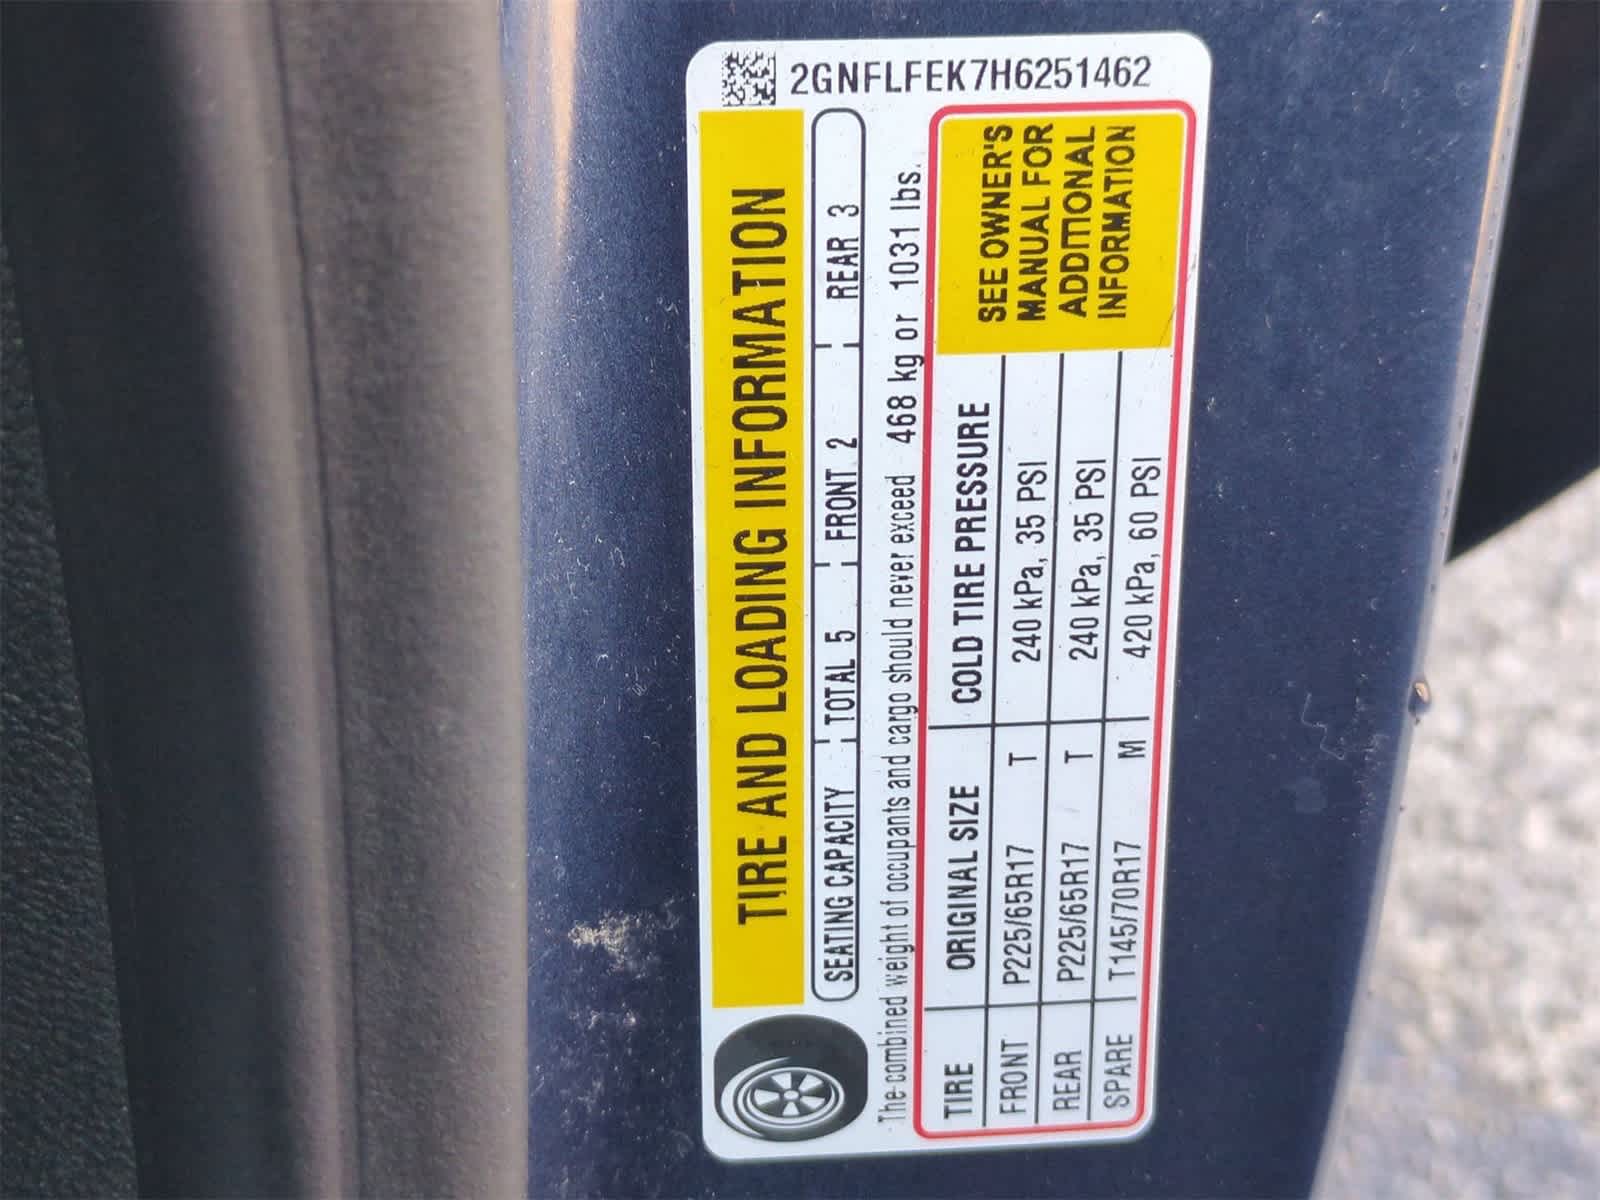 2GNFLFEK7H6251462
TIRE AND LOADING INFORMATION
SEATING CAPACITY TOTAL 5 FRONT 2 REAR 3
The combined weight of occupants and cargo should never exceed 468 kg or 1031 lbs.
TIRE ORIGINAL SIZE COLD TIRE PRESSURE
FRONT P225/65R17 T 240 kPa, 35 PSI
REAR P225/65R17 T 240 kPa, 35 PSI
SPARE T145/70R17 M 420 kPa, 60 PSI
SEE OWNER'S
MANUAL FOR
ADDITIONAL
INFORMATION